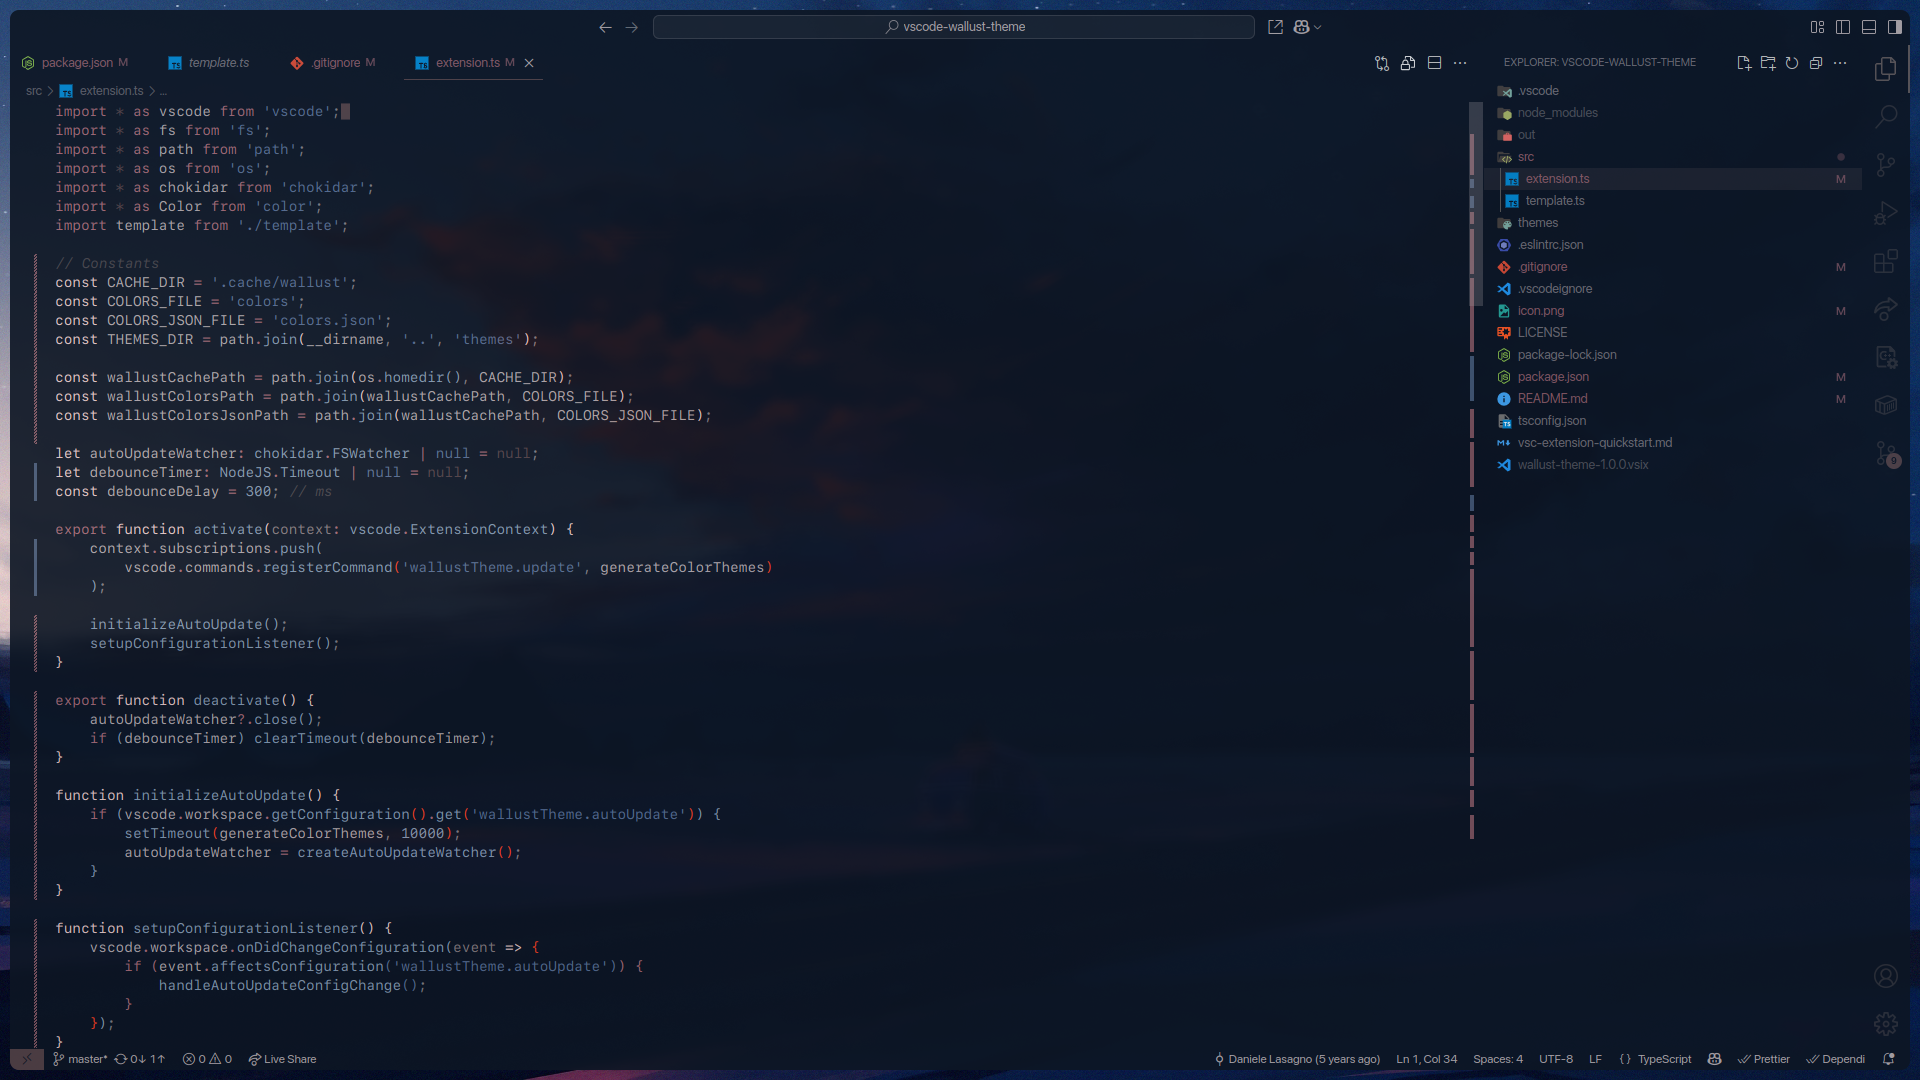 vscode-wallust-theme
package.json M
template.ts
.gitignore M
extension.ts M
src > extension.ts > ...
import * as vscode from 'vscode';
import * as fs from 'fs';
import * as path from 'path';
import * as os from 'os';
import * as chokidar from 'chokidar';
import * as Color from 'color';
import template from './template';
// Constants
const CACHE_DIR = '.cache/wallust';
const COLORS_FILE = 'colors';
const COLORS_JSON_FILE = 'colors.json';
const THEMES_DIR = path.join(__dirname, '..', 'themes');
const wallustCachePath = path.join(os.homedir(), CACHE_DIR);
const wallustColorsPath = path.join(wallustCachePath, COLORS_FILE);
const wallustColorsJsonPath = path.join(wallustCachePath, COLORS_JSON_FILE);
let autoUpdateWatcher: chokidar.FSWatcher | null = null;
let debounceTimer: NodeJS.Timeout | null = null;
const debounceDelay = 300; // ms
export function activate(context: vscode.ExtensionContext) {
    context.subscriptions.push(
        vscode.commands.registerCommand('wallustTheme.update', generateColorThemes)
    );
    initializeAutoUpdate();
    setupConfigurationListener();
}
export function deactivate() {
    autoUpdateWatcher?.close();
    if (debounceTimer) clearTimeout(debounceTimer);
}
function initializeAutoUpdate() {
    if (vscode.workspace.getConfiguration().get('wallustTheme.autoUpdate')) {
        setTimeout(generateColorThemes, 10000);
        autoUpdateWatcher = createAutoUpdateWatcher();
    }
}
function setupConfigurationListener() {
    vscode.workspace.onDidChangeConfiguration(event => {
        if (event.affectsConfiguration('wallustTheme.autoUpdate')) {
            handleAutoUpdateConfigChange();
        }
    });
}
EXPLORER: VSCODE-WALLUST-THEME
.vscode
node_modules
out
src
extension.ts M
template.ts
themes
.eslintrc.json
.gitignore M
.vscodeignore
icon.png M
LICENSE
package-lock.json
package.json M
README.md M
tsconfig.json
vsc-extension-quickstart.md
wallust-theme-1.0.0.vsix
9
master* 0↓ 1↑ 0 0 Live Share
Daniele Lasagno (5 years ago) Ln 1, Col 34 Spaces: 4 UTF-8 LF {} TypeScript Prettier Dependi